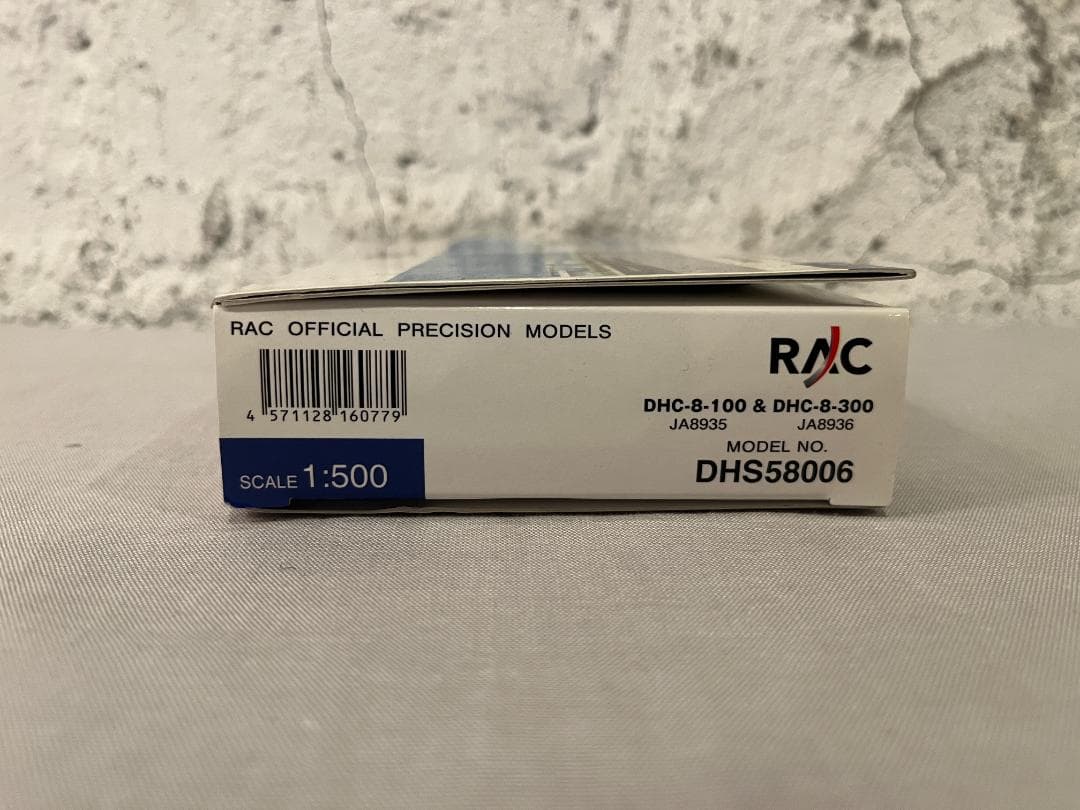 RAC OFFICIAL PRECISION MODELS
4 571128 160779
SCALE 1:500
RAC
DHC-8-100 & DHC-8-300
JA8935 JA8936
MODEL NO.
DHS58006